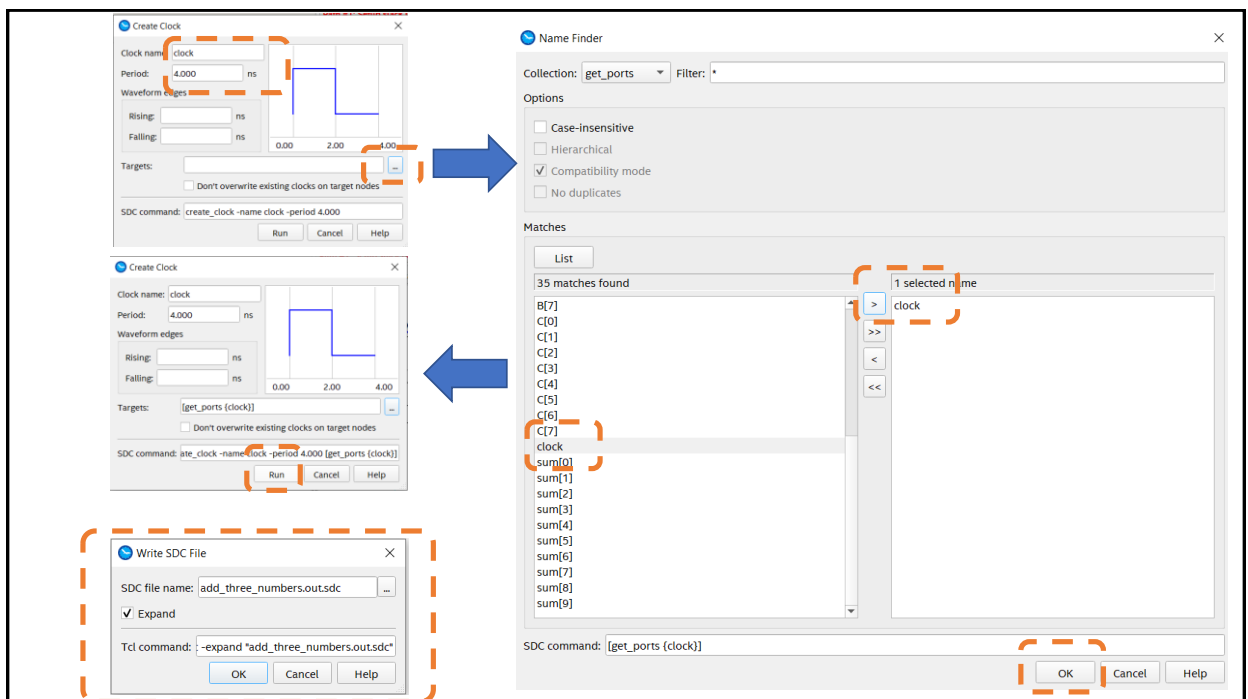 Create Clock
Clock name: clock
Period: 4.000 ns
Waveform edges
Rising: ns
Falling: ns
0.00 2.00 4.00
Targets: ...
Don't overwrite existing clocks on target nodes
SDC command: create_clock -name clock -period 4.000
Run Cancel Help
Create Clock
Clock name: clock
Period: 4.000 ns
Waveform edges
Rising: ns
Falling: ns
0.00 2.00 4.00
Targets: [get_ports {clock}] ...
Don't overwrite existing clocks on target nodes
SDC command: ate_clock -name clock -period 4.000 [get_ports {clock}]
Run Cancel Help
Write SDC File
SDC file name: add_three_numbers.out.sdc ...
Expand
Tcl command: : -expand "add_three_numbers.out.sdc"
OK Cancel Help
Name Finder
Collection: get_ports Filter: *
Options
Case-insensitive
Hierarchical
Compatibility mode
No duplicates
Matches
List
35 matches found
B[7]
C[0]
C[1]
C[2]
C[3]
C[4]
C[5]
C[6]
C[7]
clock
sum[0]
sum[1]
sum[2]
sum[3]
sum[4]
sum[5]
sum[6]
sum[7]
sum[8]
sum[9]
>
>>
<
<<
1 selected name
clock
SDC command: [get_ports {clock}]
OK Cancel Help